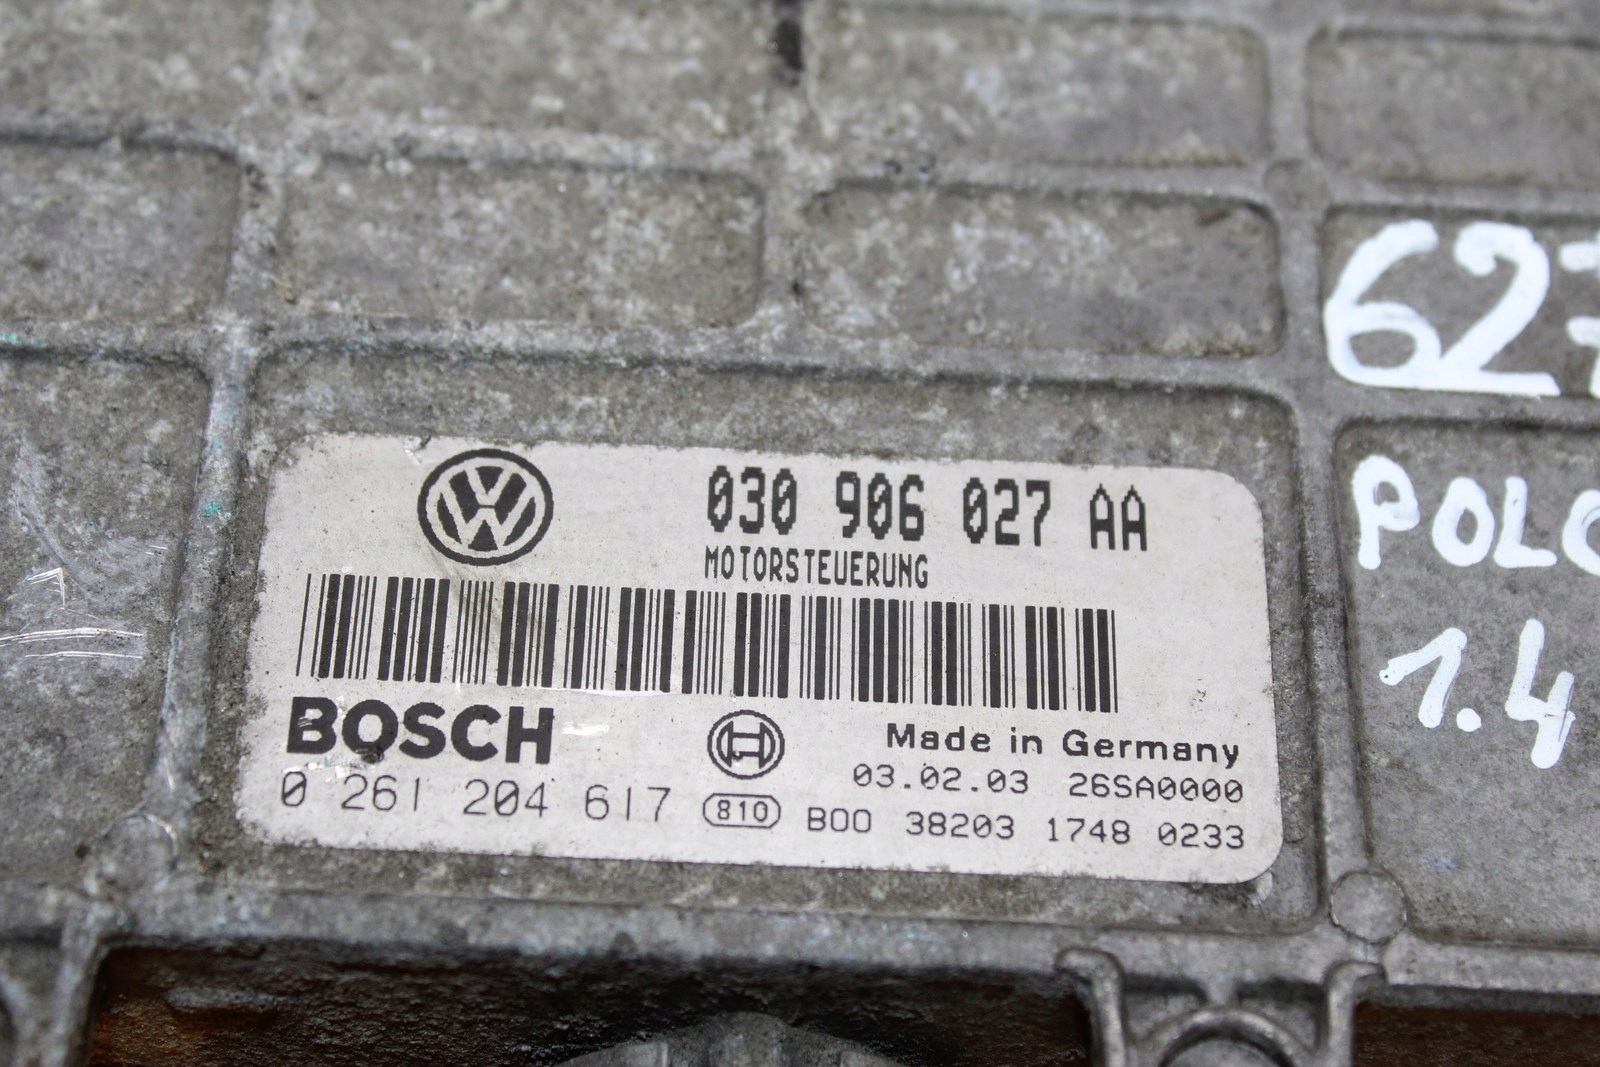 030 906 027 AA
MOTORSTEUERUNG
BOSCH
Made in Germany
03.02.03 26SA0000
0 261 204 617
810
B00 38203 1748 0233
POLO
1.4